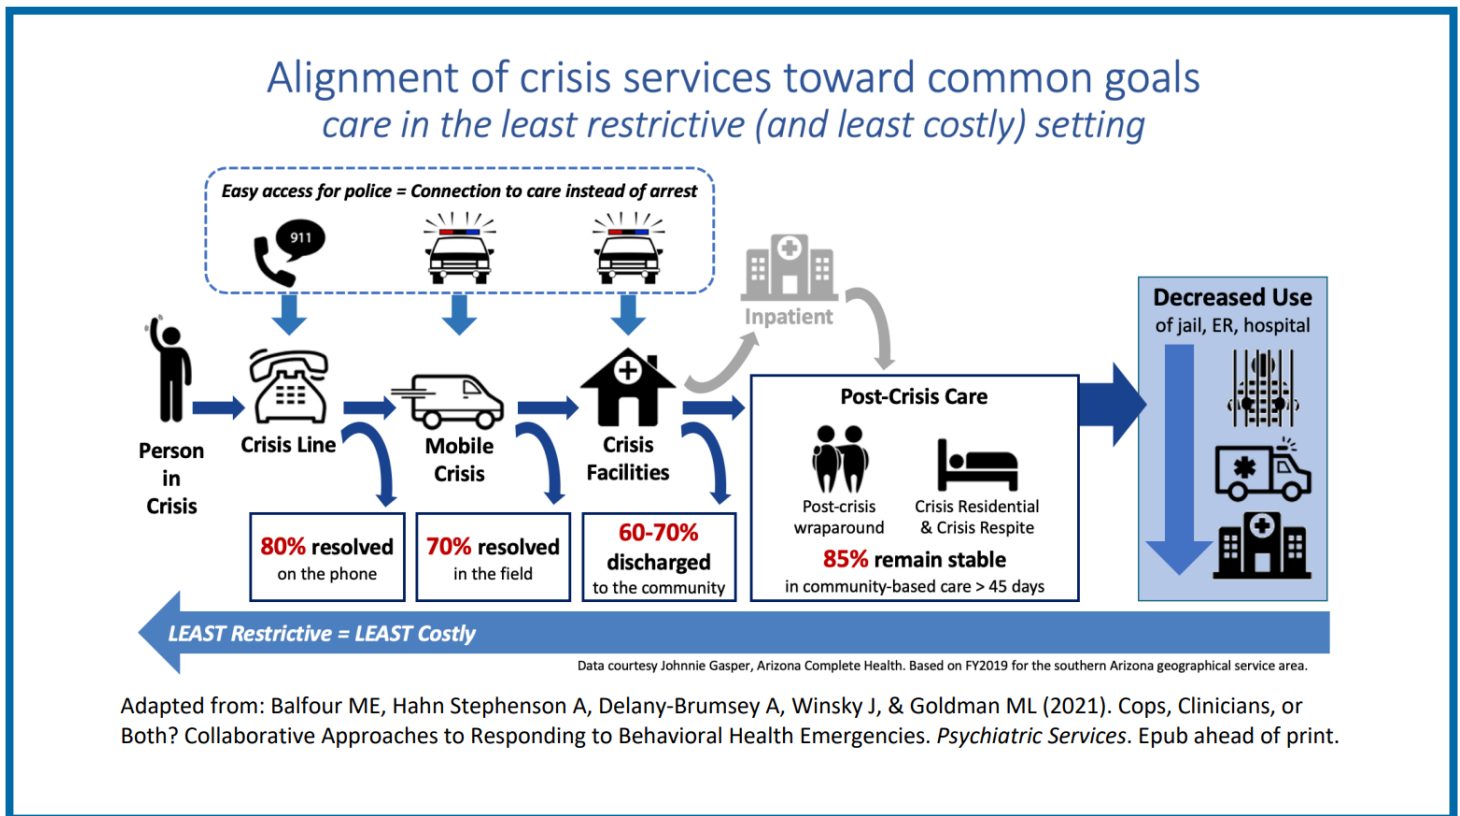 Alignment of crisis services toward common goals
care in the least restrictive (and least costly) setting
Easy access for police = Connection to care instead of arrest
911
Inpatient
Decreased Use
of jail, ER, hospital
Person
in
Crisis
Crisis Line
Mobile
Crisis
Crisis
Facilities
Post-Crisis Care
Post-crisis
wraparound
Crisis Residential
& Crisis Respite
80% resolved
on the phone
70% resolved
in the field
60-70%
discharged
to the community
85% remain stable
in community-based care > 45 days
LEAST Restrictive = LEAST Costly
Data courtesy Johnnie Gasper, Arizona Complete Health. Based on FY2019 for the southern Arizona geographical service area.
Adapted from: Balfour ME, Hahn Stephenson A, Delany-Brumsey A, Winsky J, & Goldman ML (2021). Cops, Clinicians, or
Both? Collaborative Approaches to Responding to Behavioral Health Emergencies. Psychiatric Services. Epub ahead of print.